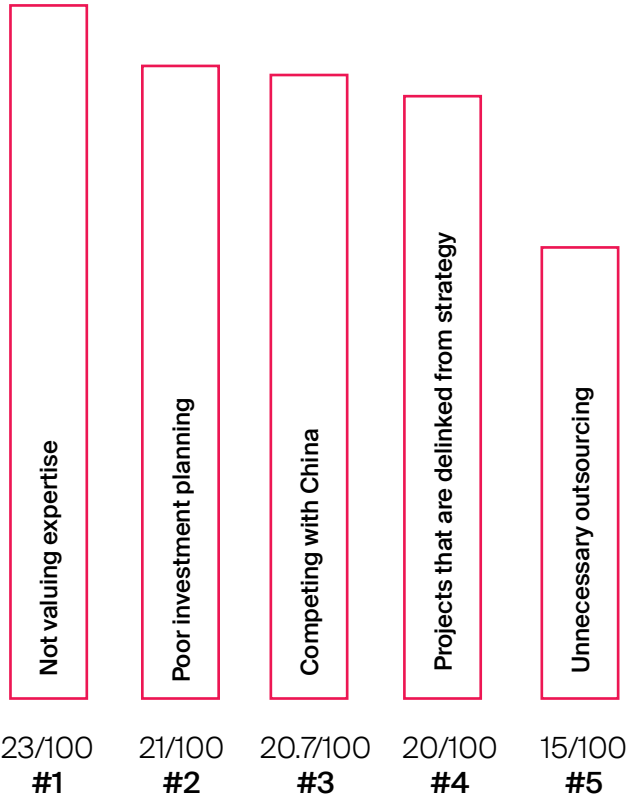 Not valuing expertise
Poor investment planning
Competing with China
Projects that are delinked from strategy
Unnecessary outsourcing
23/100
21/100
20.7/100
20/100
15/100
#1
#2
#3
#4
#5